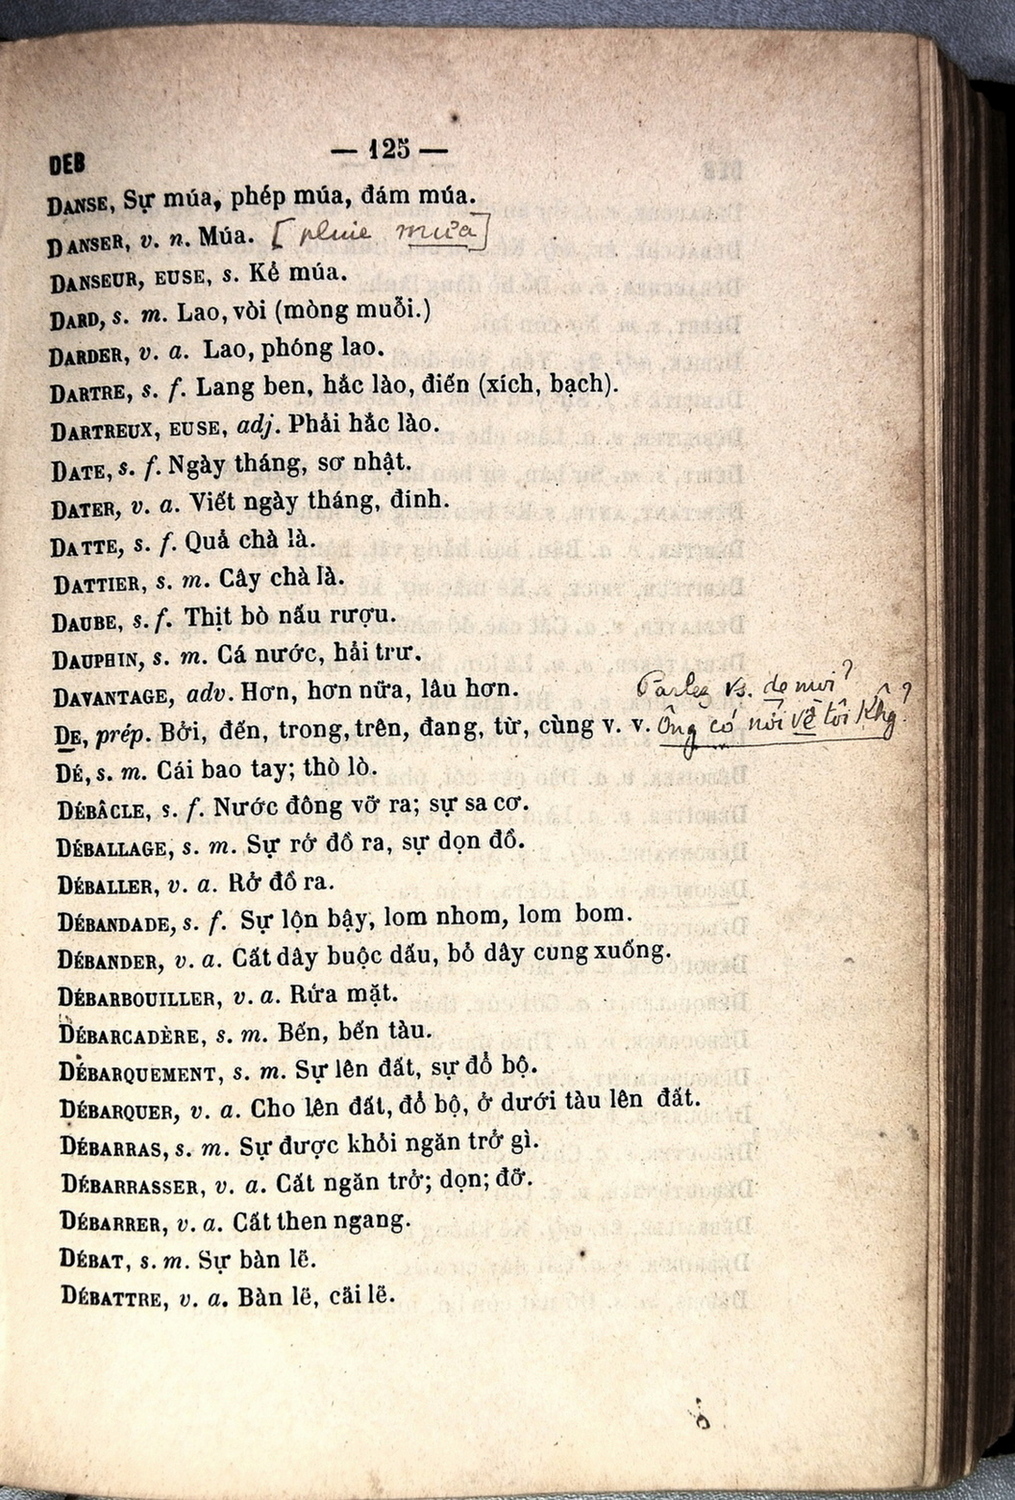 DEB
— 125 —
DANSE, Sự múa, phép múa, đám múa.
DANSER, v. n. Múa. [pluie mưa]
DANSEUR, EUSE, s. Kẻ múa.
DARD, s. m. Lao, vòi (mòng muỗi.)
DARDER, v. a. Lao, phóng lao.
DARTRE, s. f. Lang ben, hắc lào, điến (xích, bạch).
DARTREUX, EUSE, adj. Phải hắc lào.
DATE, s. f. Ngày tháng, sơ nhật.
DATER, v. a. Viết ngày tháng, đính.
DATTE, s. f. Quả chà là.
DATTIER, s. m. Cây chà là.
DAUBE, s. f. Thịt bò nấu rượu.
DAUPHIN, s. m. Cá nước, hải trư.
DAVANTAGE, adv. Hơn, hơn nữa, lâu hơn.
Parlez vs. de moi?
DE, prép. Bởi, đến, trong, trên, đang, từ, cùng v. v. Ông có nói về tôi không?
DÉ, s. m. Cái bao tay; thò lò.
DÉBÂCLE, s. f. Nước đông vỡ ra; sự sa cơ.
DÉBALLAGE, s. m. Sự rở đồ ra, sự dọn đồ.
DÉBALLER, v. a. Rở đồ ra.
DÉBANDADE, s. f. Sự lộn bậy, lom nhom, lom bom.
DÉBANDER, v. a. Cất dây buộc dấu, bỏ dây cung xuống.
DÉBARBOUILLER, v. a. Rửa mặt.
DÉBARCADÈRE, s. m. Bến, bến tàu.
DÉBARQUEMENT, s. m. Sự lên đất, sự đổ bộ.
DÉBARQUER, v. a. Cho lên đất, đổ bộ, ở dưới tàu lên đất.
DÉBARRAS, s. m. Sự được khỏi ngăn trở gì.
DÉBARRASSER, v. a. Cất ngăn trở; dọn; đỡ.
DÉBARRER, v. a. Cất then ngang.
DÉBAT, s. m. Sự bàn lẽ.
DÉBATTRE, v. a. Bàn lẽ, cãi lẽ.